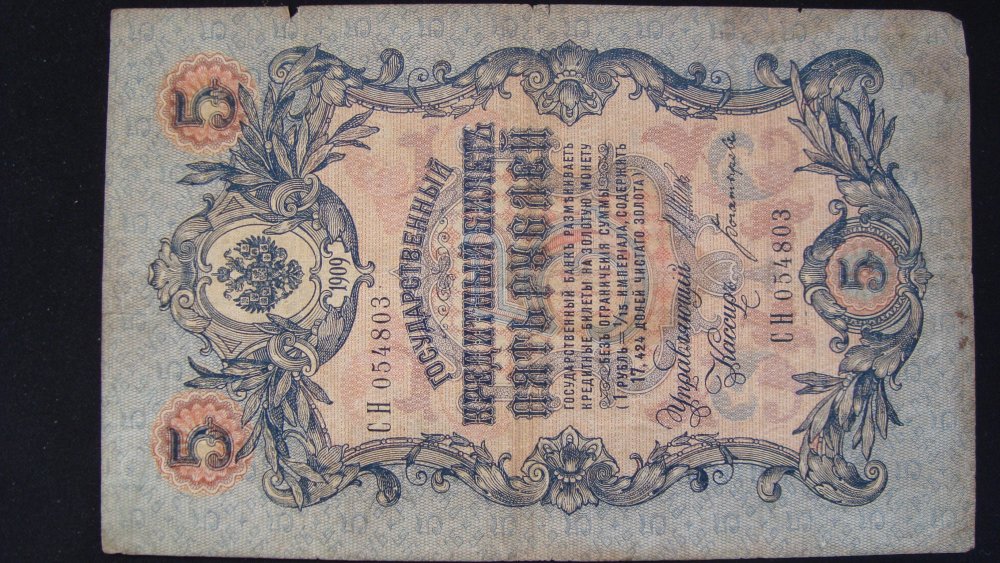 5 5
1909
СН 054803
ГОСУДАРСТВЕННЫЙ
КРЕДИТНЫЙ БИЛЕТЪ
ПЯТЬ РУБЛЕЙ
ГОСУДАРСТВЕННЫЙ БАНКЪ РАЗМѢНИВАЕТЪ
КРЕДИТНЫЕ БИЛЕТЫ НА ЗОЛОТУЮ МОНЕТУ
БЕЗЪ ОГРАНИЧЕНІЯ СУММЫ
(1 РУБЛЬ = 1/15 ИМПЕРІАЛА, СОДЕРЖИТЪ
17,424 ДОЛЕЙ ЧИСТАГО ЗОЛОТА)
Управляющій
Кассиръ
СН 054803
5